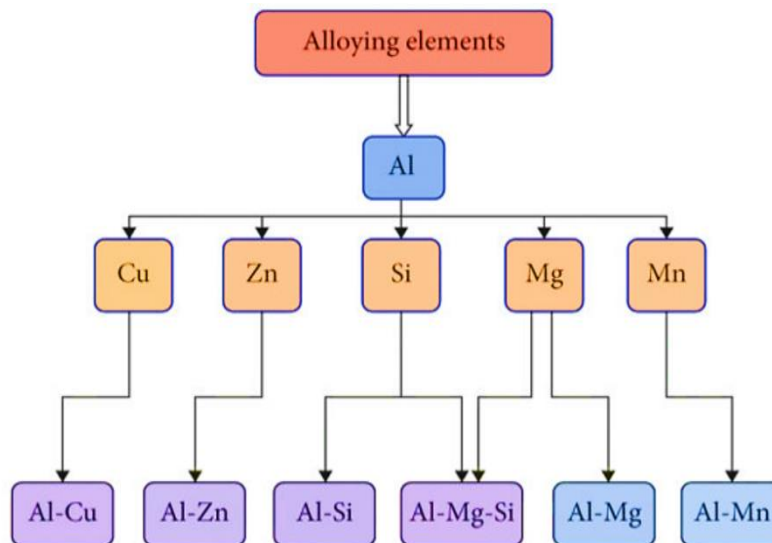 Alloying elements
Al
Cu
Zn
Si
Mg
Mn
Al-Cu
Al-Zn
Al-Si
Al-Mg-Si
Al-Mg
Al-Mn